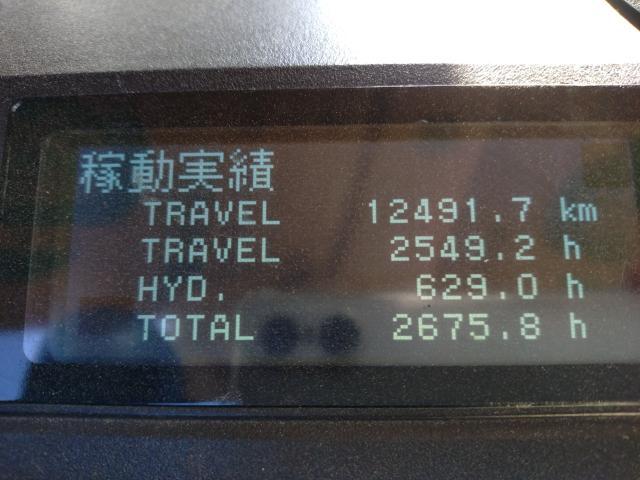 稼動実績
TRAVEL 12491.7 km
TRAVEL 2549.2 h
HYD. 629.0 h
TOTAL 2675.8 h